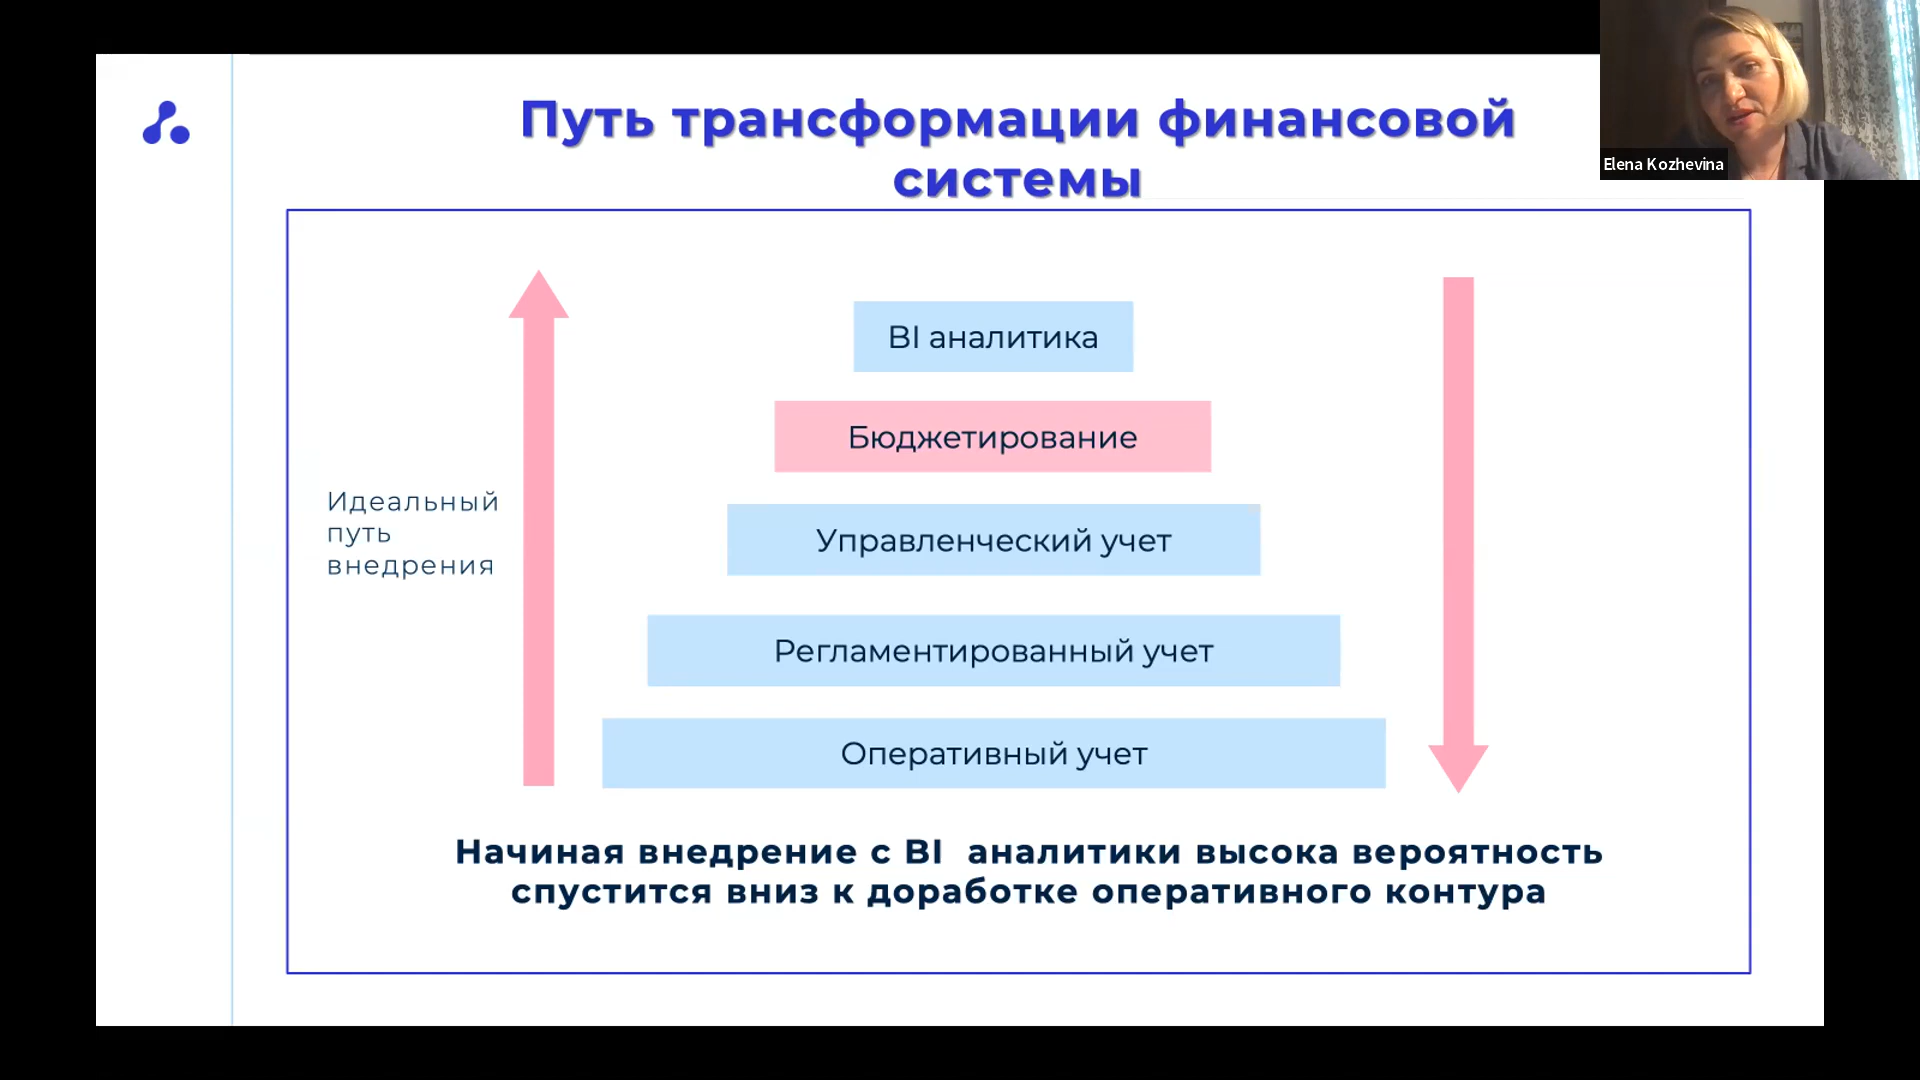 Путь трансформации финансовой
системы
Elena Kozhevina
BI аналитика
Бюджетирование
Идеальный
путь
внедрения
Управленческий учет
Регламентированный учет
Оперативный учет
Начиная внедрение с BI  аналитики высока вероятность
спустится вниз к доработке оперативного контура